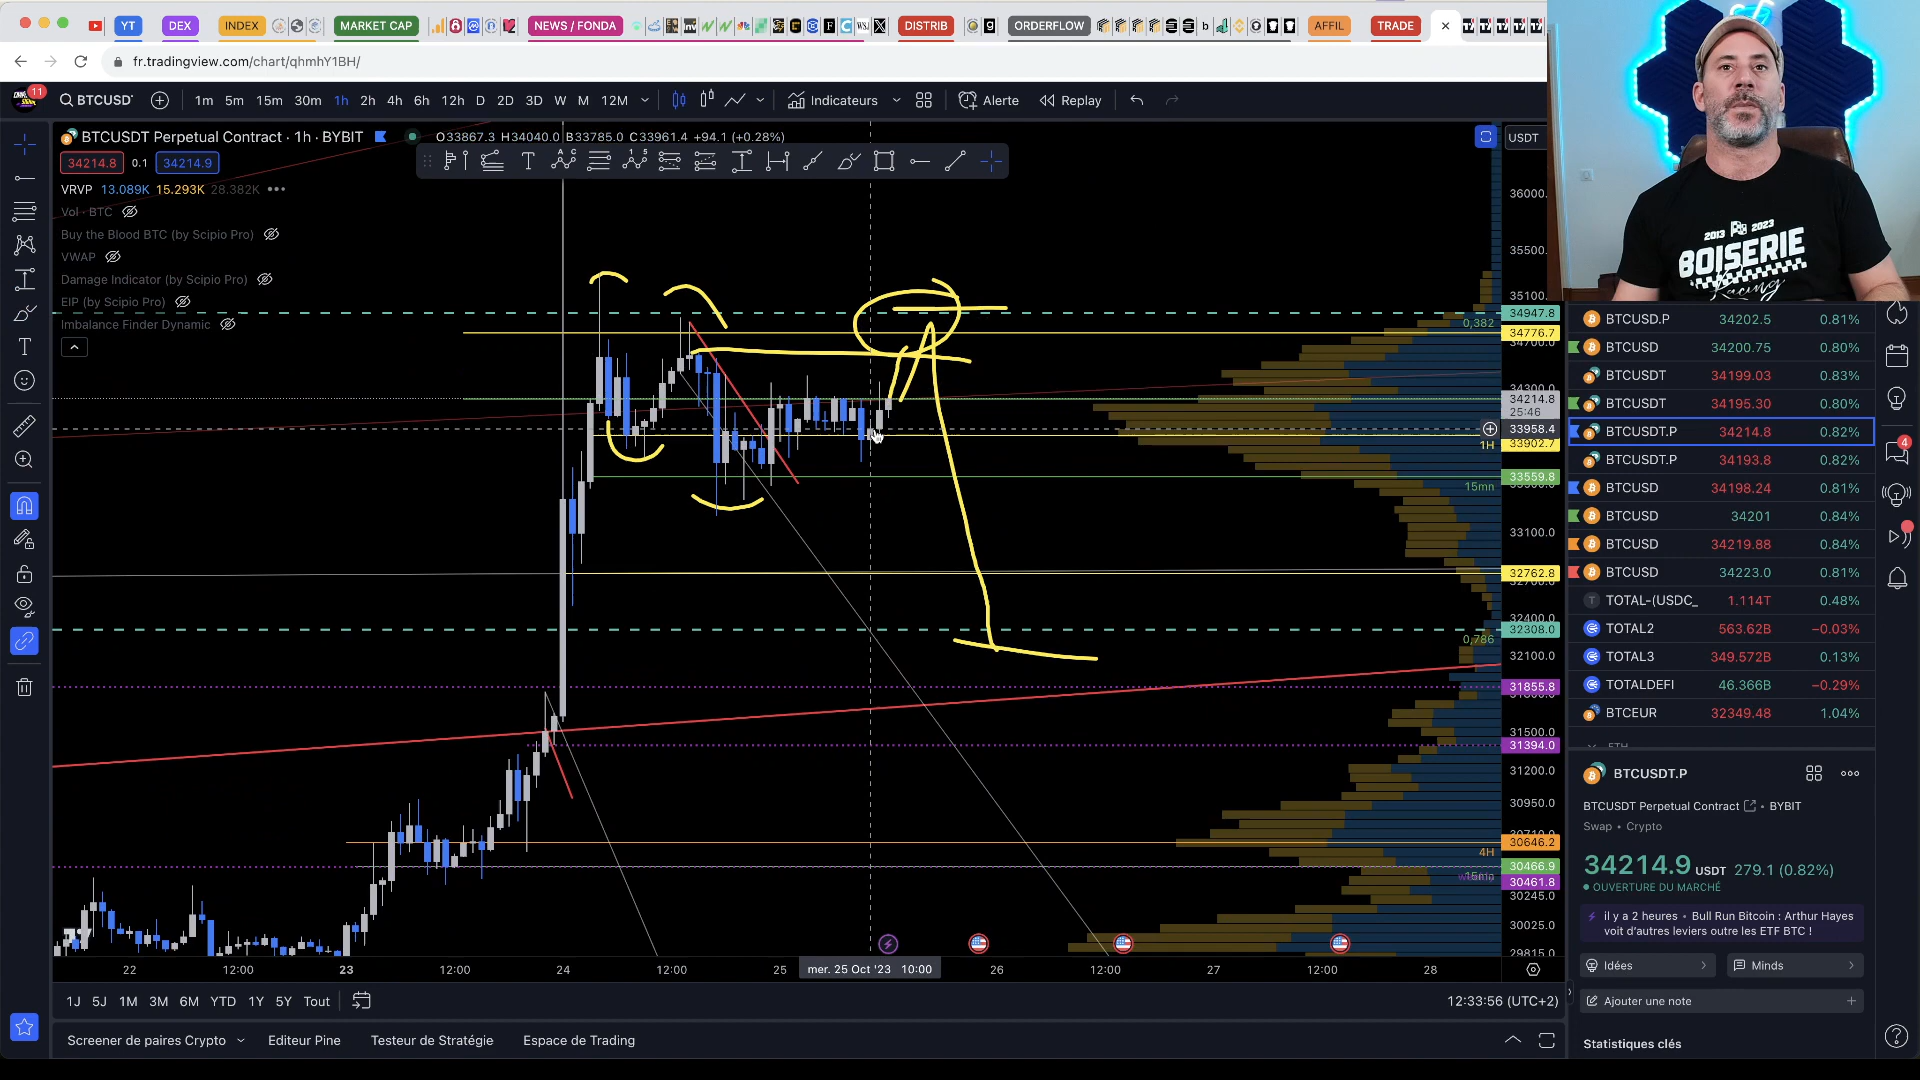 YT DEX INDEX MARKET CAP NEWS / FONDA DISTRIB ORDERFLOW AFFIL TRADE
fr.tradingview.com/chart/qhmhY1BH/
11 BTCUSDT 1m 5m 15m 30m 1h 2h 4h 6h 12h D 2D 3D W M 12M Indicateurs Alerte Replay
BTCUSDT Perpetual Contract · 1h · BYBIT O33867.3 H34040.0 B33785.0 C33961.4 +94.1 (+0.28%)
USDT
34214.8 0.1 34214.9
VRVP 13.089K 15.293K 28.382K
Vol · BTC
Buy the Blood BTC (by Scipio Pro)
VWAP
Damage Indicator (by Scipio Pro)
EIP (by Scipio Pro)
Imbalance Finder Dynamic
36000.
35500.
35100.
34947.8
0,382
34776.7
34700.0
34300.0
34214.8
25:46
33958.4
33902.7
1H
33559.8
15mn
33100.0
32762.8
32400.0
32308.0
0,786
32100.0
31855.8
31500.0
31394.0
31200.0
30950.0
30646.2
4H
30466.9
15mn
30461.8
30245.0
30025.0
29815.0
22 12:00 23 12:00 24 12:00 25 mer. 25 Oct '23 10:00 26 12:00 27 12:00 28
1J 5J 1M 3M 6M YTD 1Y 5Y Tout
12:33:56 (UTC+2)
Screener de paires Crypto Editeur Pine Testeur de Stratégie Espace de Trading
2013 2023
BOISERIE
Racing
BTCUSD.P 34202.5 0.81%
BTCUSD 34200.75 0.80%
BTCUSDT 34199.03 0.83%
BTCUSDT 34195.30 0.80%
BTCUSDT.P 34214.8 0.82%
BTCUSDT.P 34193.8 0.82%
BTCUSD 34198.24 0.81%
BTCUSD 34201 0.84%
BTCUSD 34219.88 0.84%
BTCUSD 34223.0 0.81%
TOTAL-(USDC_ 1.114T 0.48%
TOTAL2 563.62B −0.03%
TOTAL3 349.572B 0.13%
TOTALDEFI 46.366B −0.29%
BTCEUR 32349.48 1.04%
4
BTCUSDT.P
BTCUSDT Perpetual Contract • BYBIT
Swap • Crypto
34214.9 USDT 279.1 (0.82%)
OUVERTURE DU MARCHÉ
il y a 2 heures • Bull Run Bitcoin : Arthur Hayes
voit d'autres leviers outre les ETF BTC !
Idées Minds
Ajouter une note
Statistiques clés